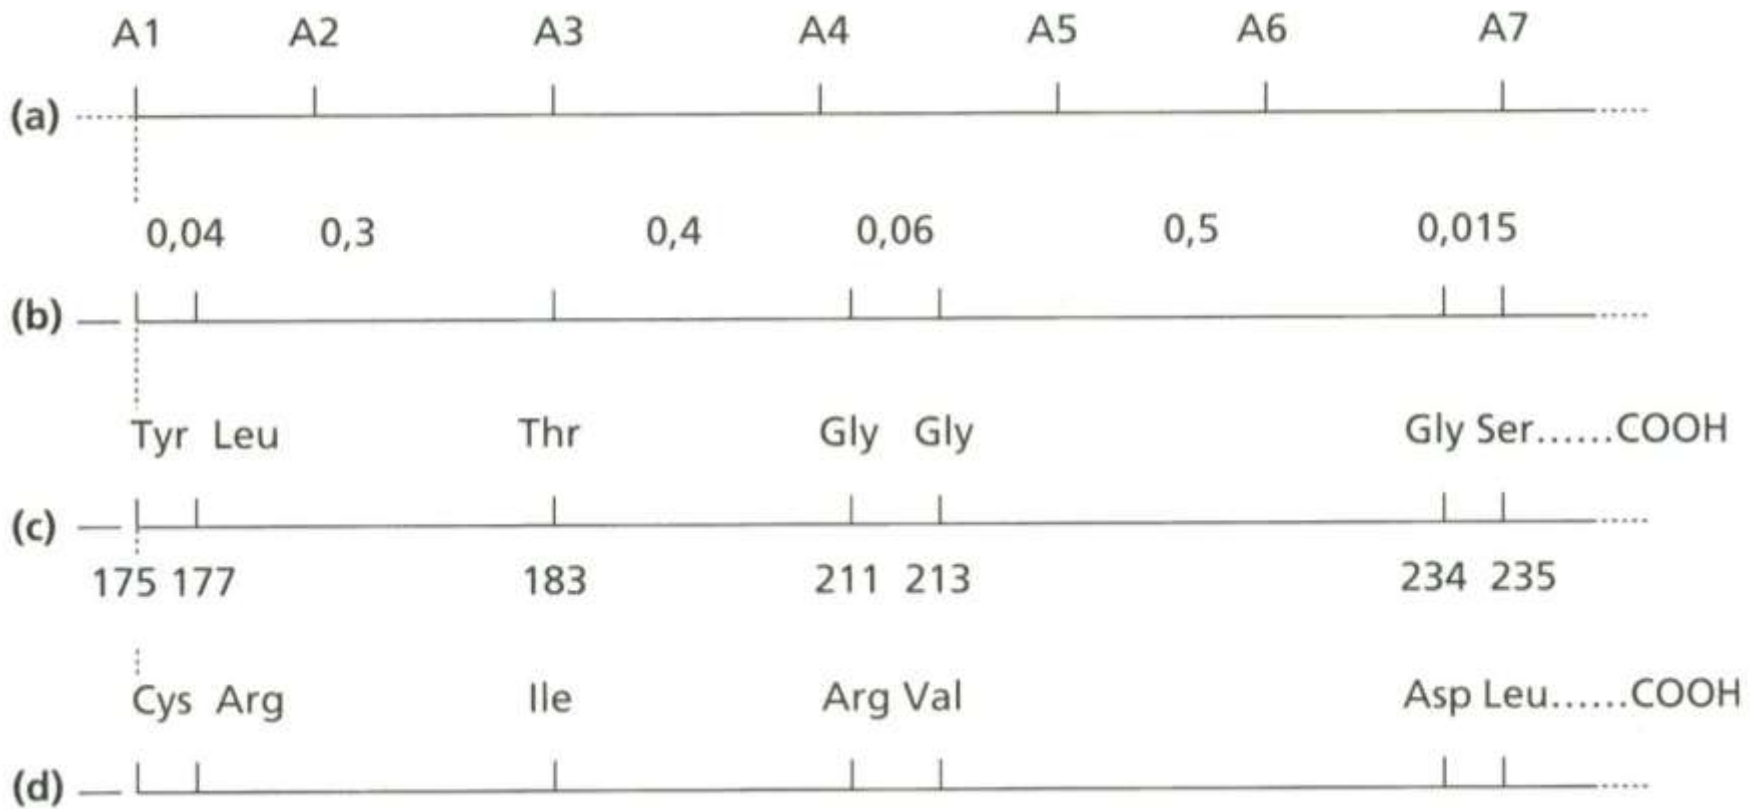 A1 A2 A3 A4 A5 A6 A7
(a)
0,04 0,3 0,4 0,06 0,5 0,015
(b)
Tyr Leu Thr Gly Gly Gly Ser......COOH
(c)
175 177 183 211 213 234 235
Cys Arg Ile Arg Val Asp Leu......COOH
(d)